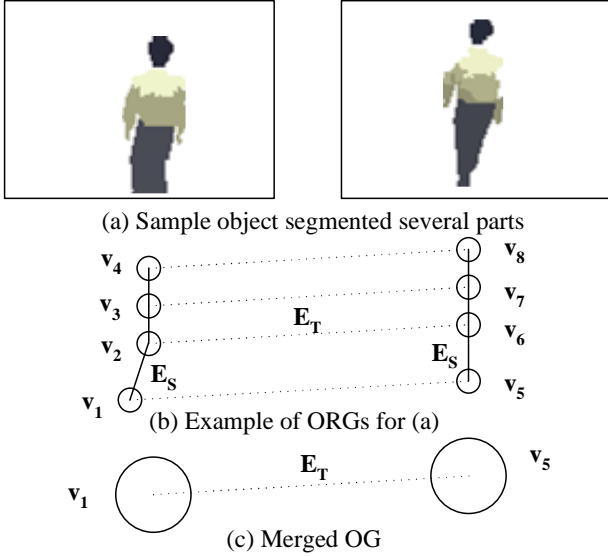 (a) Sample object segmented several parts
v4
v8
v3
v7
ET
v2
v6
ES
ES
v1
v5
(b) Example of ORGs for (a)
ET
v5
v1
(c) Merged OG